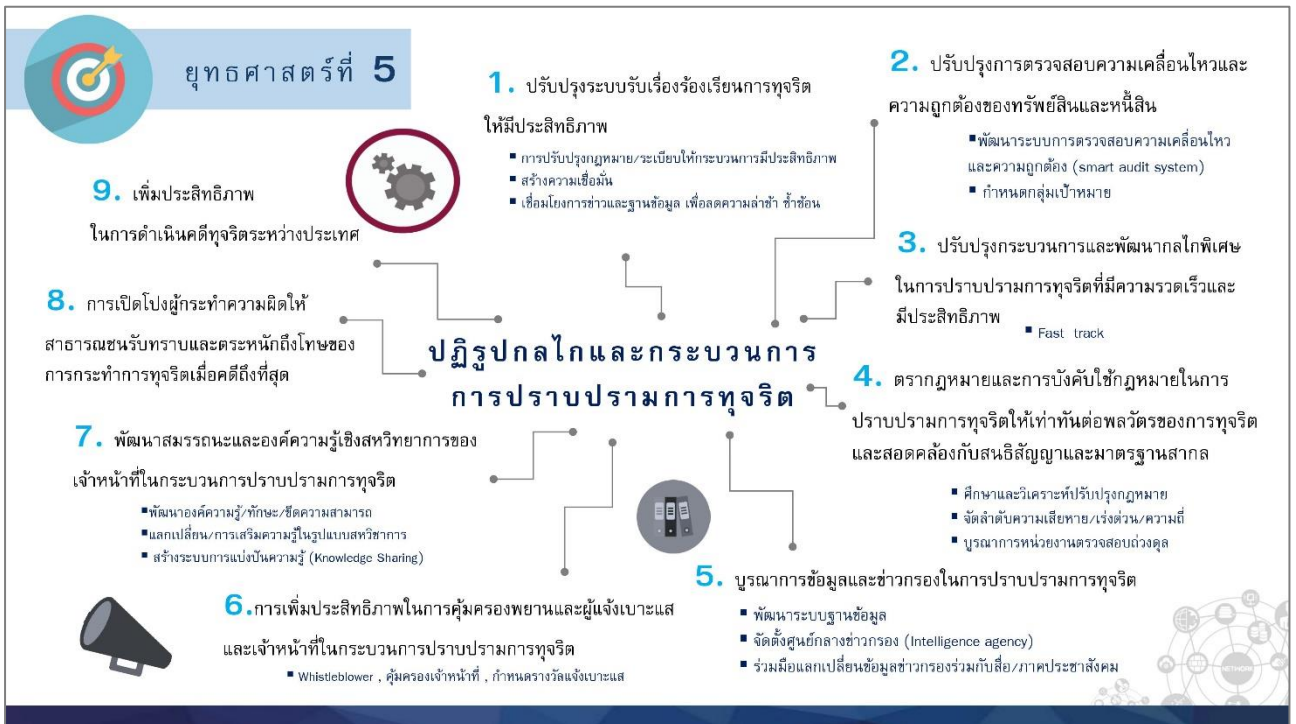 ยุทธศาสตร์ที่ 5
1. ปรับปรุงระบบรับเรื่องร้องเรียนการทุจริต
ให้มีประสิทธิภาพ
▪ การปรับปรุงกฎหมาย/ระเบียบให้กระบวนการมีประสิทธิภาพ
▪ สร้างความเชื่อมั่น
▪ เชื่อมโยงการข่าวและฐานข้อมูล เพื่อลดความล่าช้า ซ้ำซ้อน
2. ปรับปรุงการตรวจสอบความเคลื่อนไหวและ
ความถูกต้องของทรัพย์สินและหนี้สิน
▪พัฒนาระบบการตรวจสอบความเคลื่อนไหว
และความถูกต้อง (smart audit system)
▪ กำหนดกลุ่มเป้าหมาย
3. ปรับปรุงกระบวนการและพัฒนากลไกพิเศษ
ในการปราบปรามการทุจริตที่มีความรวดเร็วและ
มีประสิทธิภาพ
▪ Fast track
ปฏิรูปกลไกและกระบวนการ
การปราบปรามการทุจริต
4. ตรากฎหมายและการบังคับใช้กฎหมายในการ
ปราบปรามการทุจริตให้เท่าทันต่อพลวัตรของการทุจริต
และสอดคล้องกับสนธิสัญญาและมาตรฐานสากล
▪ ศึกษาและวิเคราะห์ปรับปรุงกฎหมาย
▪ จัดลำดับความเสียหาย/เร่งด่วน/ความถี่
▪ บูรณาการหน่วยงานตรวจสอบถ่วงดุล
5. บูรณาการข้อมูลและข่าวกรองในการปราบปรามการทุจริต
▪ พัฒนาระบบฐานข้อมูล
▪ จัดตั้งศูนย์กลางข่าวกรอง (Intelligence agency)
▪ ร่วมมือแลกเปลี่ยนข้อมูลข่าวกรองร่วมกับสื่อ/ภาคประชาสังคม
6.การเพิ่มประสิทธิภาพในการคุ้มครองพยานและผู้แจ้งเบาะแส
และเจ้าหน้าที่ในกระบวนการปราบปรามการทุจริต
▪ Whistleblower , คุ้มครองเจ้าหน้าที่ , กำหนดรางวัลแจ้งเบาะแส
7. พัฒนาสมรรถนะและองค์ความรู้เชิงสหวิทยาการของ
เจ้าหน้าที่ในกระบวนการปราบปรามการทุจริต
▪พัฒนาองค์ความรู้/ทักษะ/ขีดความสามารถ
▪แลกเปลี่ยน/การเสริมความรู้ในรูปแบบสหวิชาการ
▪ สร้างระบบการแบ่งปันความรู้ (Knowledge Sharing)
8. การเปิดโปงผู้กระทำความผิดให้
สาธารณชนรับทราบและตระหนักถึงโทษของ
การกระทำการทุจริตเมื่อคดีถึงที่สุด
9. เพิ่มประสิทธิภาพ
ในการดำเนินคดีทุจริตระหว่างประเทศ
NETWORK